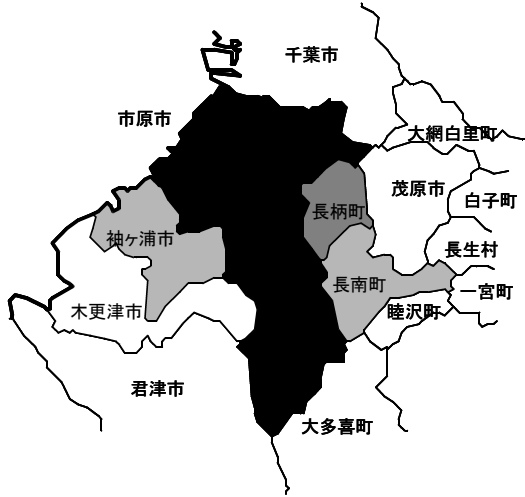 千葉市
市原市
大網白里町
茂原市
白子町
長柄町
袖ヶ浦市
長生村
長南町
一宮町
木更津市
睦沢町
君津市
大多喜町